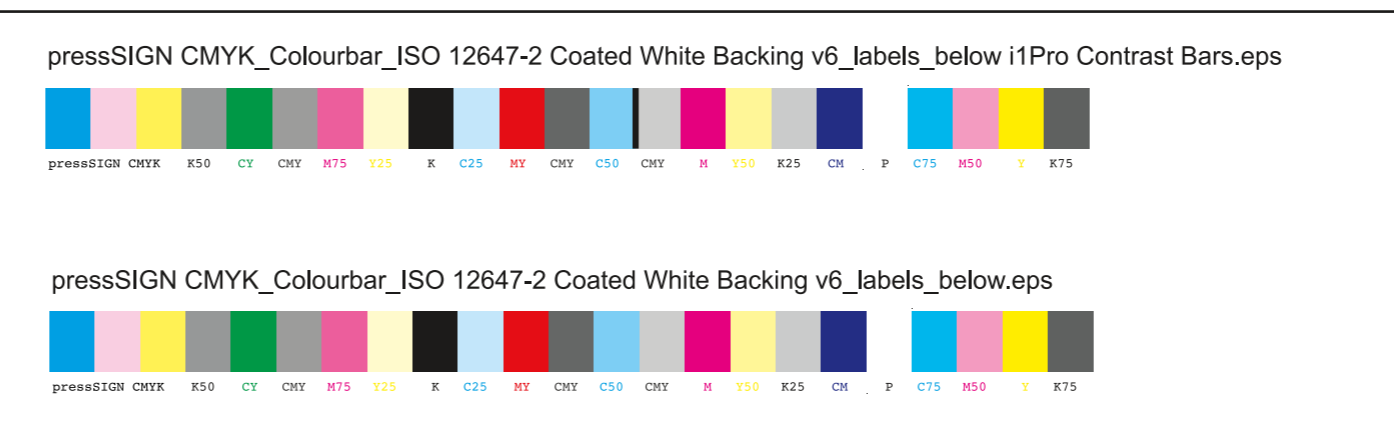 pressSIGN CMYK_Colourbar_ISO 12647-2 Coated White Backing v6_labels_below i1Pro Contrast Bars.eps
pressSIGN CMYK K50 CY CMY M75 Y25 K C25 MY CMY C50 CMY M Y50 K25 CM P C75 M50 Y K75
pressSIGN CMYK_Colourbar_ISO 12647-2 Coated White Backing v6_labels_below.eps
pressSIGN CMYK K50 CY CMY M75 Y25 K C25 MY CMY C50 CMY M Y50 K25 CM P C75 M50 Y K75